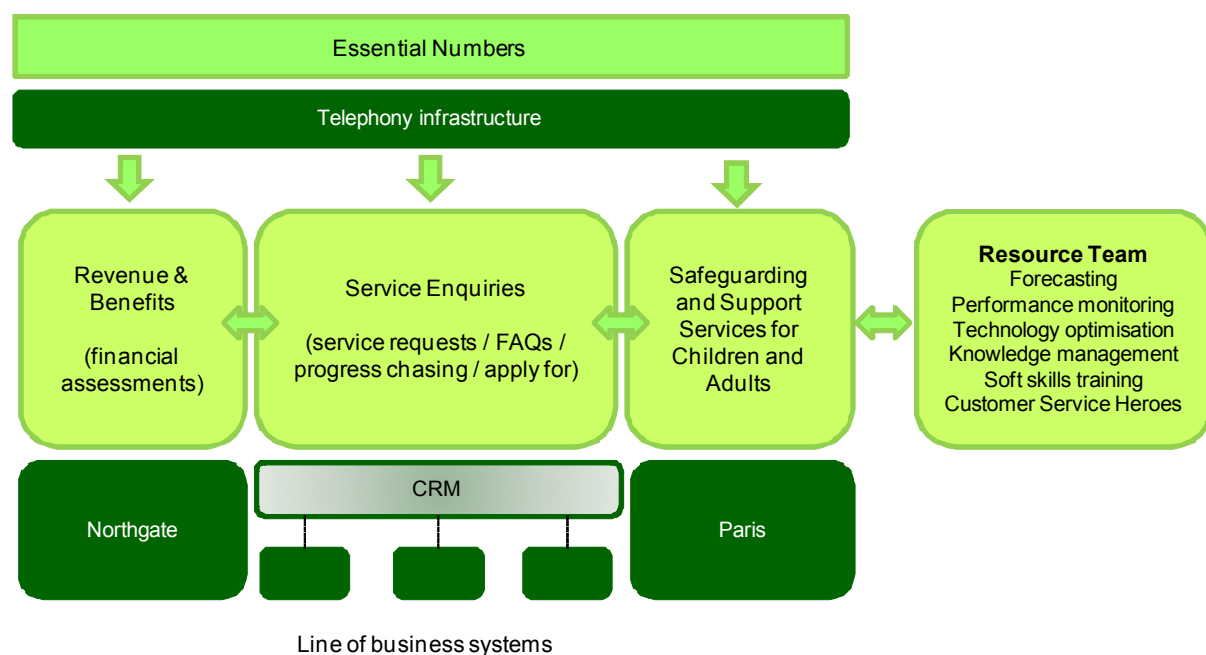 Essential Numbers
Telephony infrastructure
Revenue &
Benefits
(financial
assessments)
Service Enquiries
(service requests / FAQs /
progress chasing / apply for)
Safeguarding
and Support
Services for
Children and
Adults
Resource Team
Forecasting
Performance monitoring
Technology optimisation
Knowledge management
Soft skills training
Customer Service Heroes
Northgate
CRM
Paris
Line of business systems